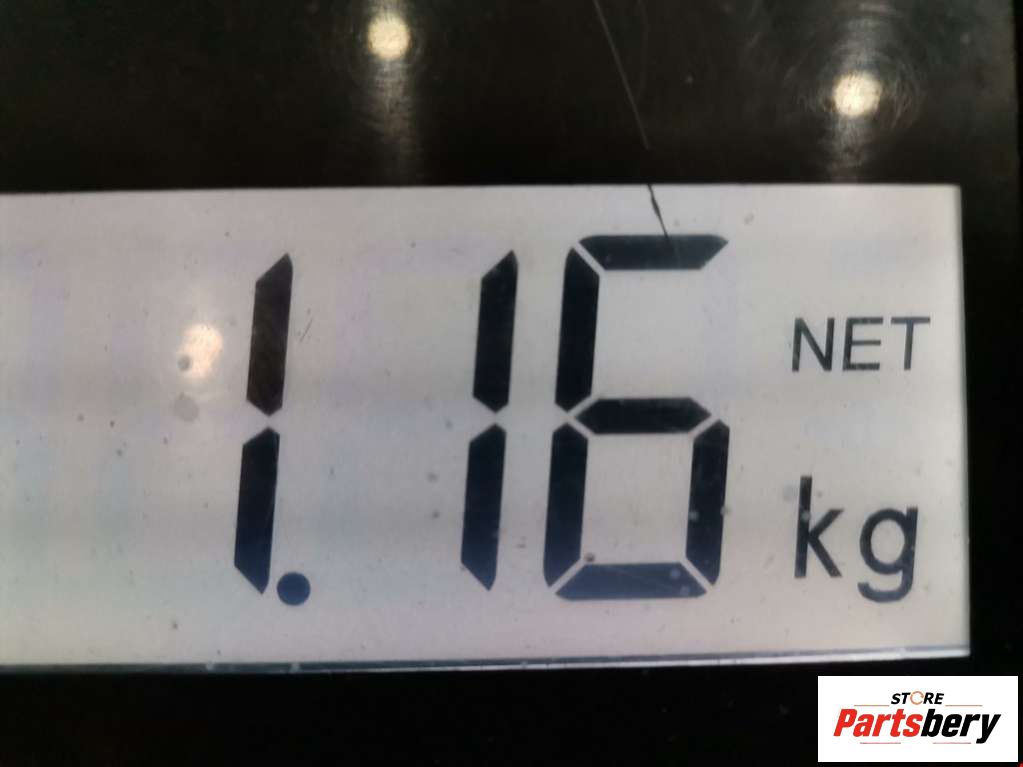 1.16
NET
kg
STORE
Partsbery